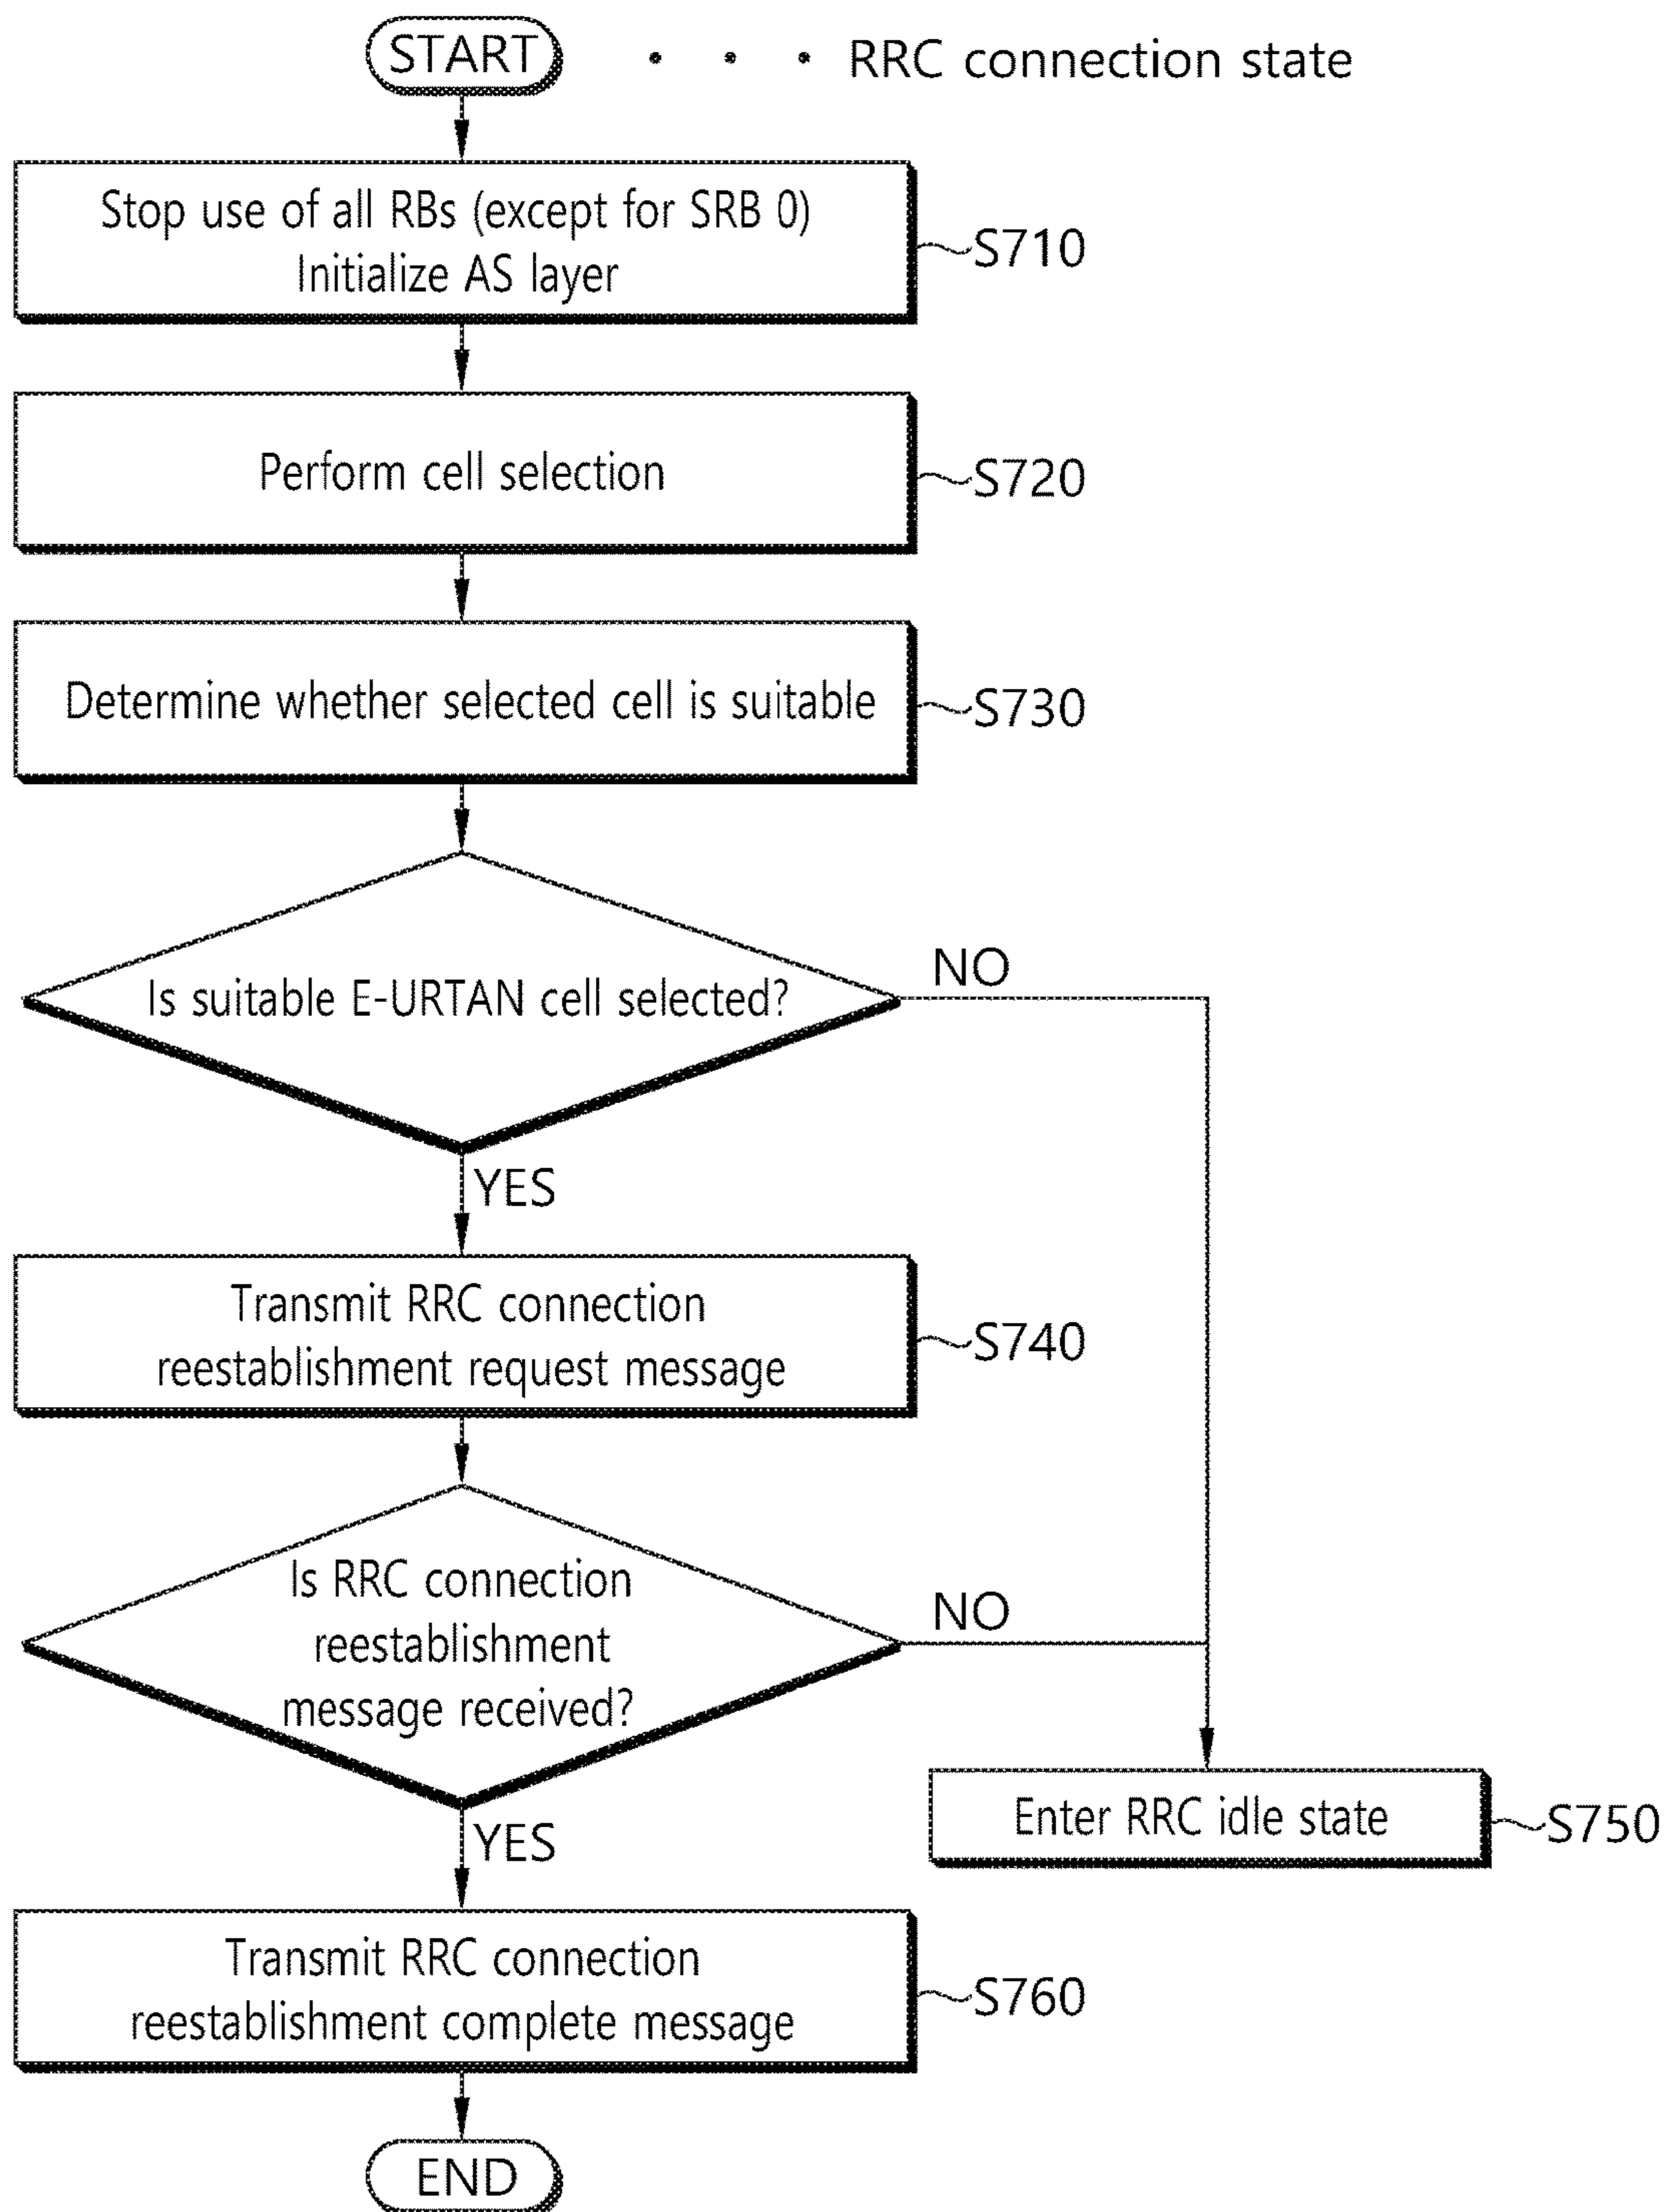 START
• • • RRC connection state
Stop use of all RBs (except for SRB 0)
Initialize AS layer
S710
Perform cell selection
S720
Determine whether selected cell is suitable
S730
Is suitable E-URTAN cell selected?
NO
YES
Transmit RRC connection
reestablishment request message
S740
Is RRC connection
reestablishment
message received?
NO
YES
Enter RRC idle state
S750
Transmit RRC connection
reestablishment complete message
S760
END